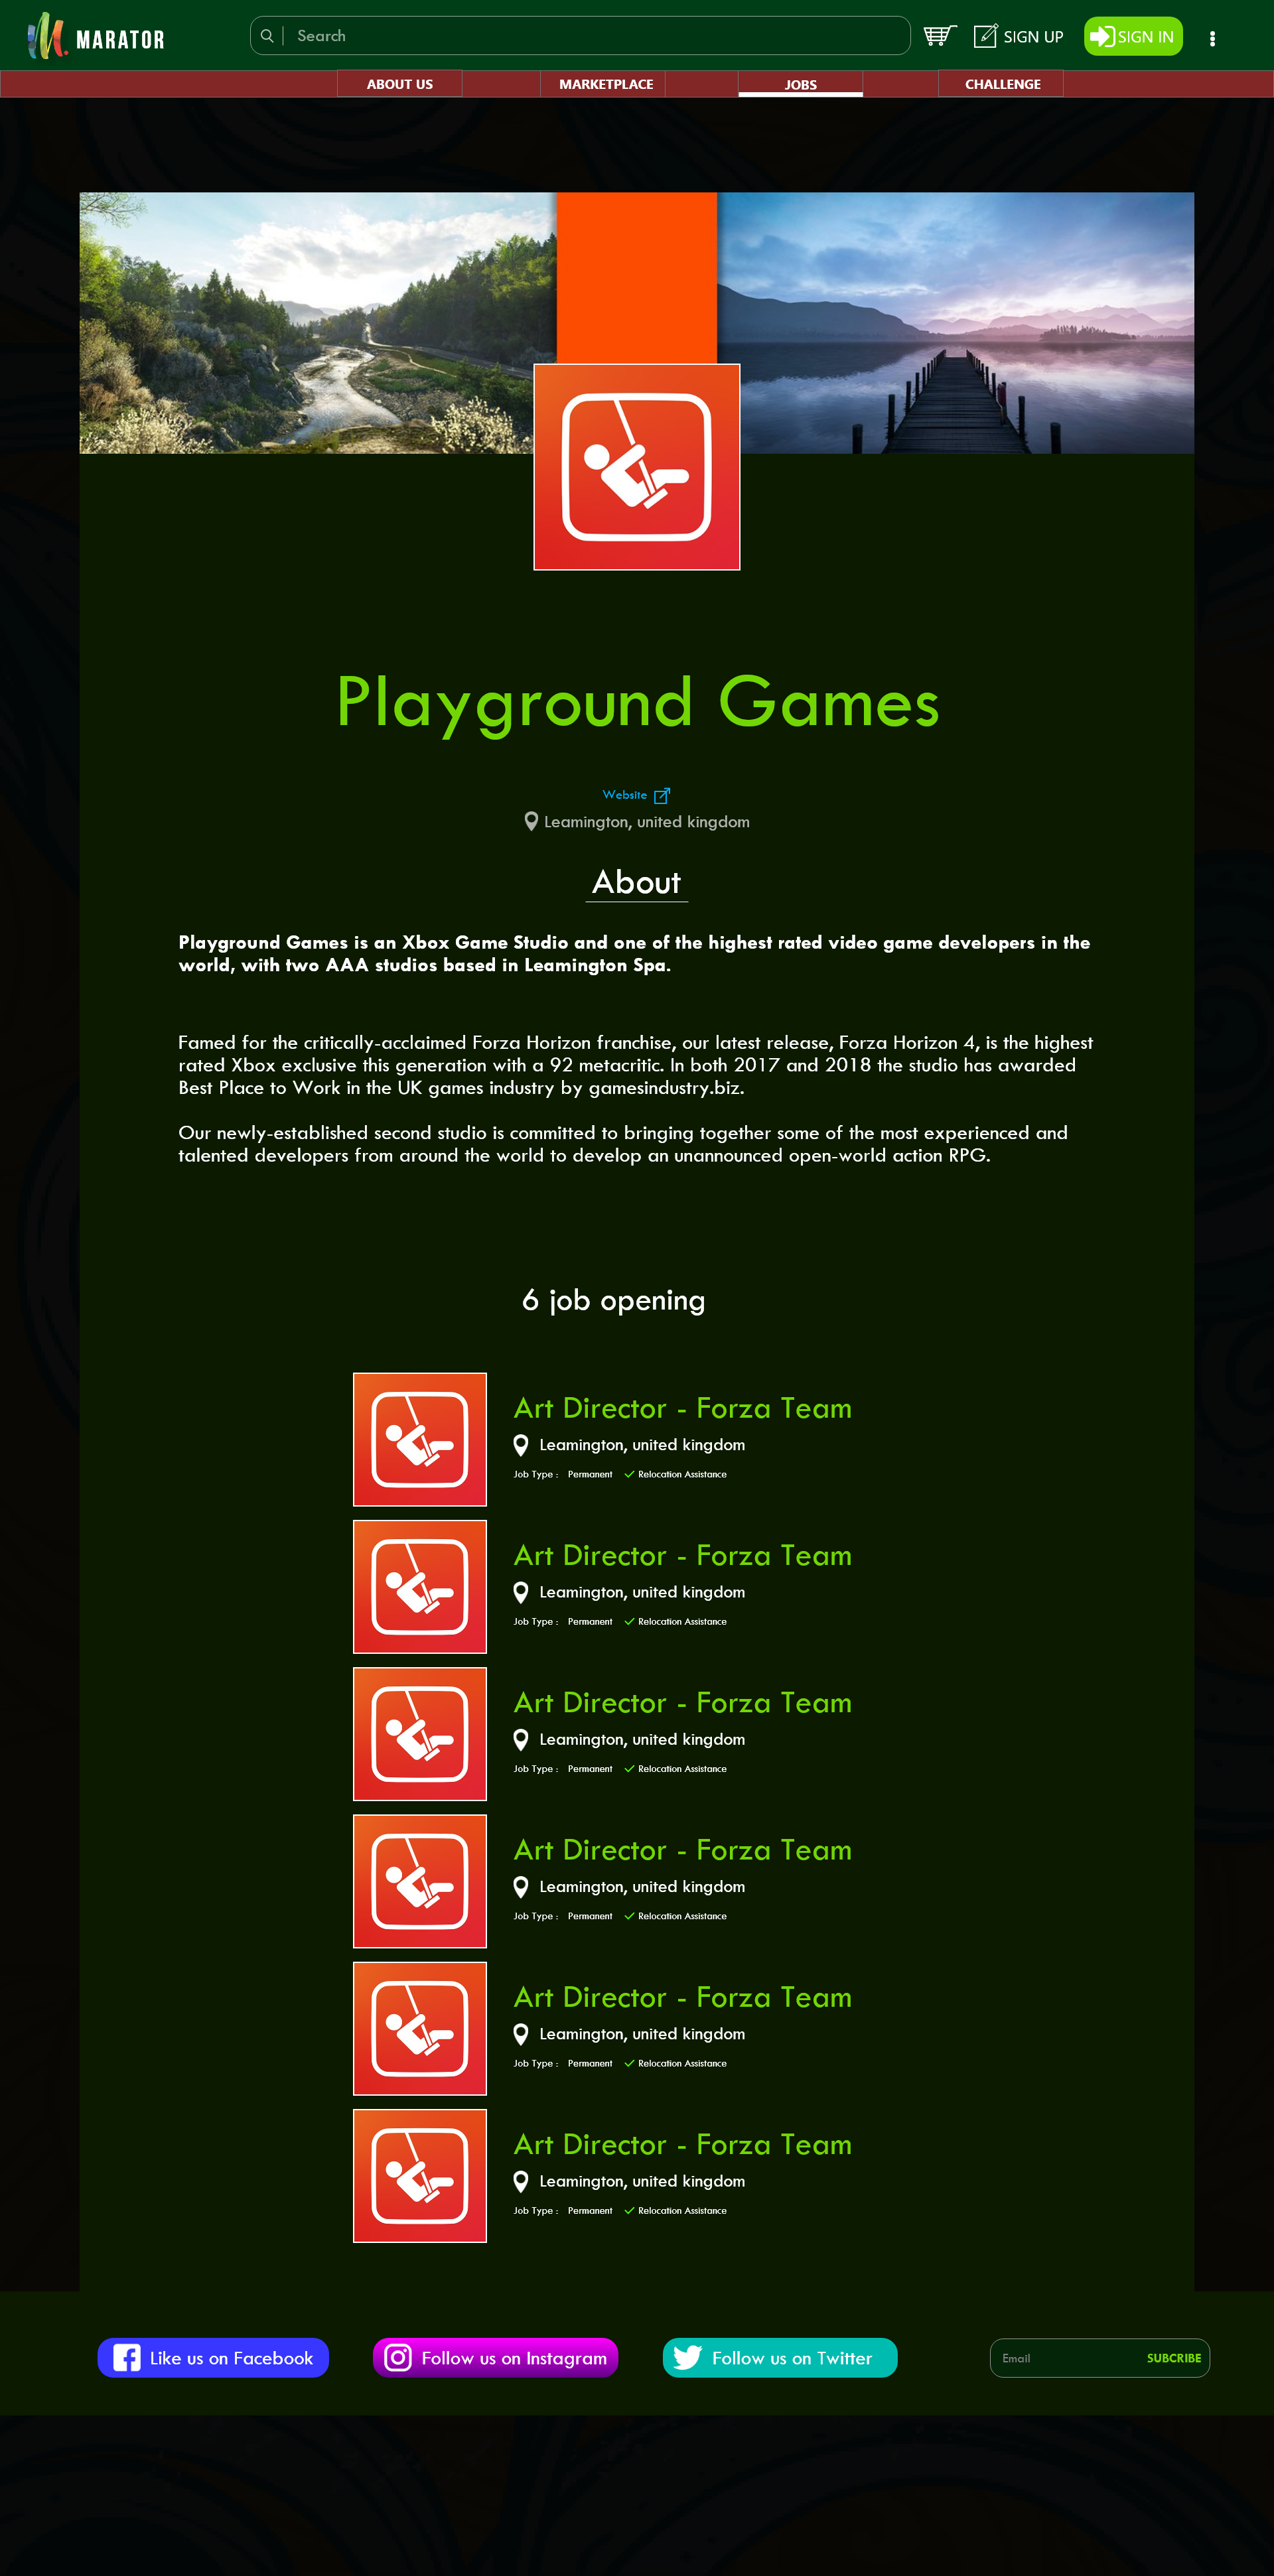 MARATOR
Search
SIGN UP
SIGN IN
ABOUT US
MARKETPLACE
JOBS
CHALLENGE
Playground Games
Website
Leamington, united kingdom
About
Playground Games is an Xbox Game Studio and one of the highest rated video game developers in the
world, with two AAA studios based in Leamington Spa.
Famed for the critically-acclaimed Forza Horizon franchise, our latest release, Forza Horizon 4, is the highest
rated Xbox exclusive this generation with a 92 metacritic. In both 2017 and 2018 the studio has awarded
Best Place to Work in the UK games industry by gamesindustry.biz.
Our newly-established second studio is committed to bringing together some of the most experienced and
talented developers from around the world to develop an unannounced open-world action RPG.
6 job opening
Art Director - Forza Team
Leamington, united kingdom
Job Type : Permanent Relocation Assistance
Art Director - Forza Team
Leamington, united kingdom
Job Type : Permanent Relocation Assistance
Art Director - Forza Team
Leamington, united kingdom
Job Type : Permanent Relocation Assistance
Art Director - Forza Team
Leamington, united kingdom
Job Type : Permanent Relocation Assistance
Art Director - Forza Team
Leamington, united kingdom
Job Type : Permanent Relocation Assistance
Art Director - Forza Team
Leamington, united kingdom
Job Type : Permanent Relocation Assistance
Like us on Facebook
Follow us on Instagram
Follow us on Twitter
Email
SUBCRIBE